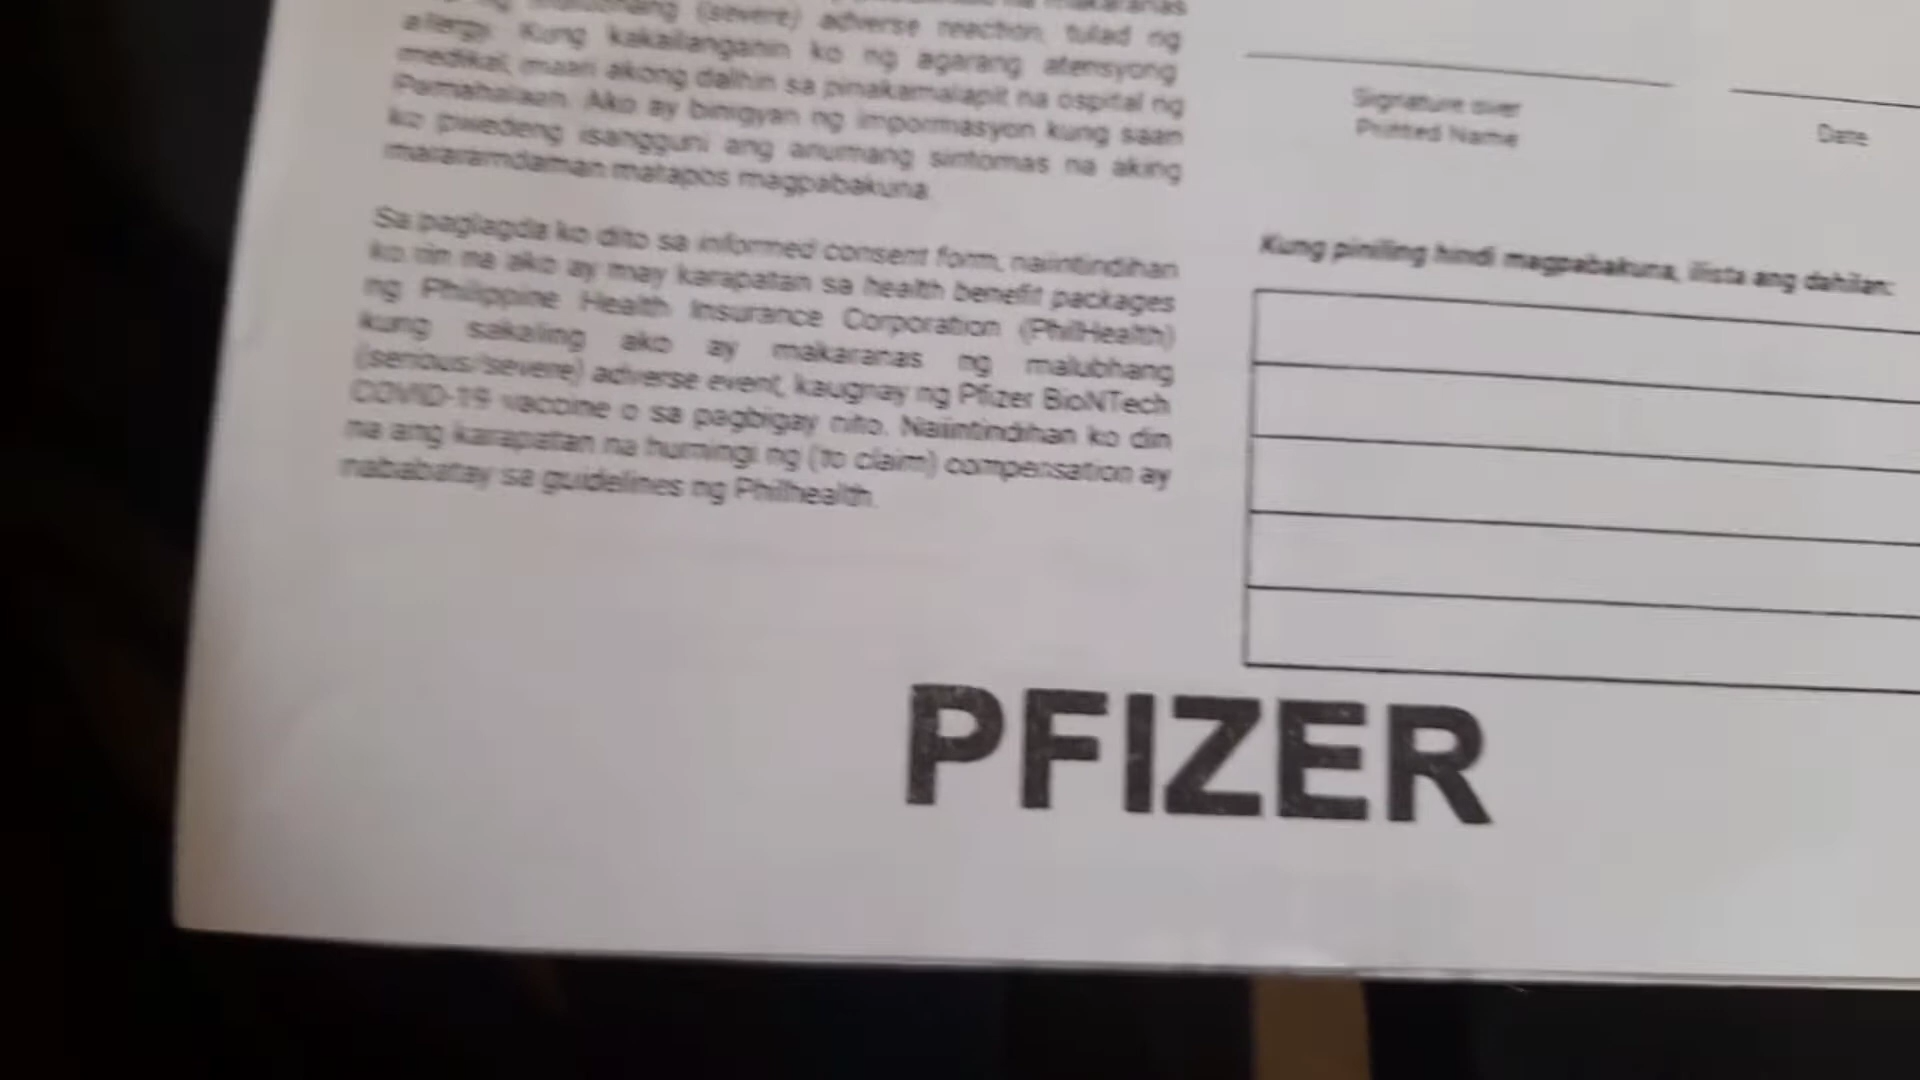 (severe) adverse reaction, tulad ng
allergy. Kung kakailanganin ko ng agarang atensyong
medikal, maari akong dalhin sa pinakamalapit na ospital ng
Pamahalaan. Ako ay binigyan ng impormasyon kung saan
ko pwedeng isangguni ang anumang sintomas na aking
mararamdaman matapos magpabakuna.
Sa paglagda ko dito sa informed consent form, naiintindihan
ko rin na ako ay may karapatan sa health benefit packages
ng Philippine Health Insurance Corporation (PhilHealth)
kung sakaling ako ay makaranas ng malubhang
(serious/severe) adverse event, kaugnay ng Pfizer BioNTech
COVID-19 vaccine o sa pagbigay nito. Naiintindihan ko din
na ang karapatan na humingi ng (to claim) compensation ay
nababatay sa guidelines ng Philhealth.
Signature over
Printed Name
Date
Kung piniling hindi magpabakuna, ilista ang dahilan:
PFIZER